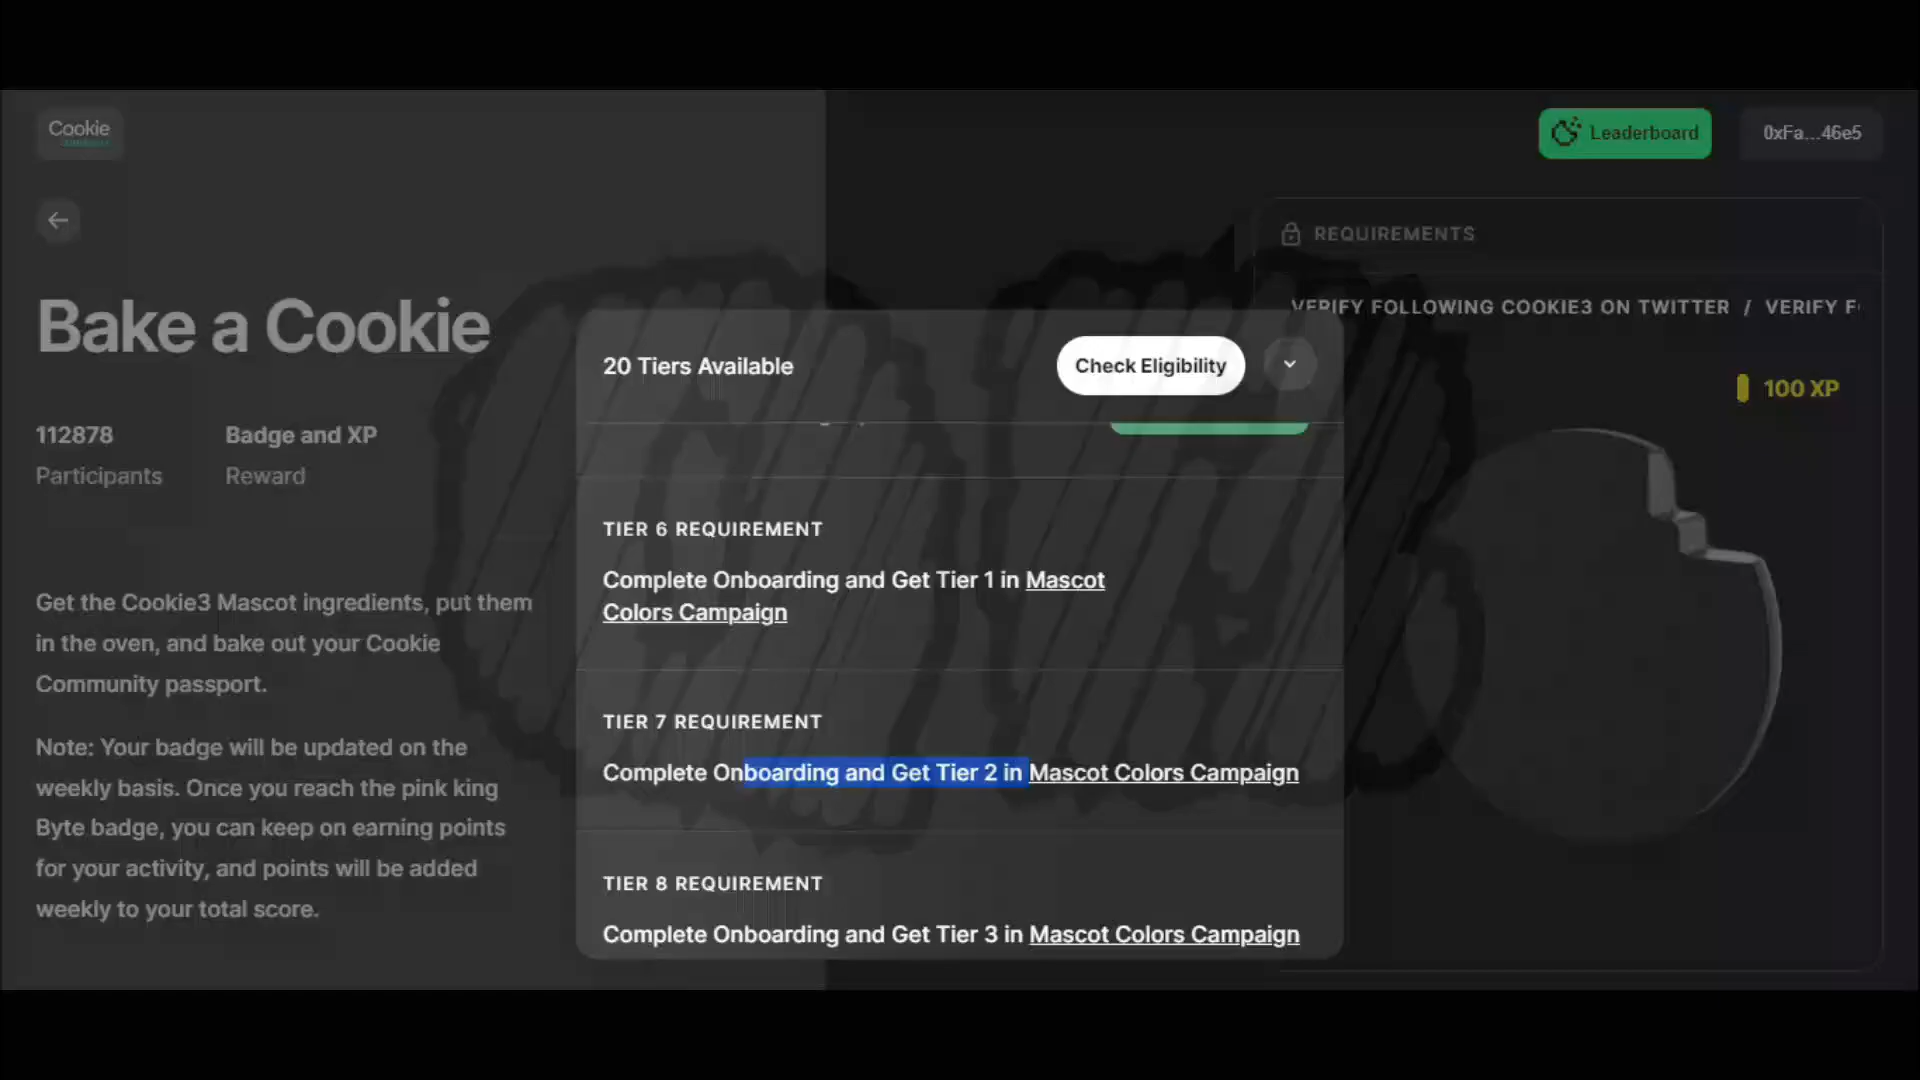 Cookie
Leaderboard
0xFa...46e5
Bake a Cookie
112878
Participants
Badge and XP
Reward
Get the Cookie3 Mascot ingredients, put them
in the oven, and bake out your Cookie
Community passport.
Note: Your badge will be updated on the
weekly basis. Once you reach the pink king
Byte badge, you can keep on earning points
for your activity, and points will be added
weekly to your total score.
20 Tiers Available
Check Eligibility
TIER 6 REQUIREMENT
Complete Onboarding and Get Tier 1 in Mascot
Colors Campaign
TIER 7 REQUIREMENT
Complete Onboarding and Get Tier 2 in Mascot Colors Campaign
TIER 8 REQUIREMENT
Complete Onboarding and Get Tier 3 in Mascot Colors Campaign
REQUIREMENTS
VERIFY FOLLOWING COOKIE3 ON TWITTER / VERIFY
100 XP